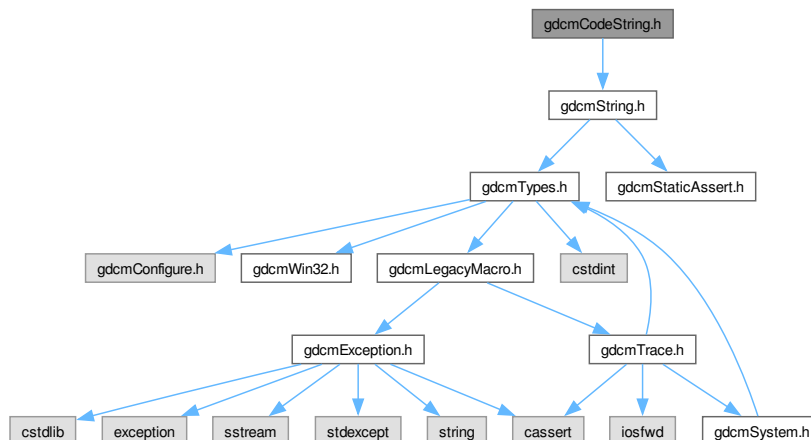 gdcmCodeString.h
gdcmString.h
gdcmTypes.h
gdcmStaticAssert.h
gdcmConfigure.h
gdcmWin32.h
gdcmLegacyMacro.h
cstdint
gdcmException.h
gdcmTrace.h
cstdlib
exception
sstream
stdexcept
string
cassert
iosfwd
gdcmSystem.h